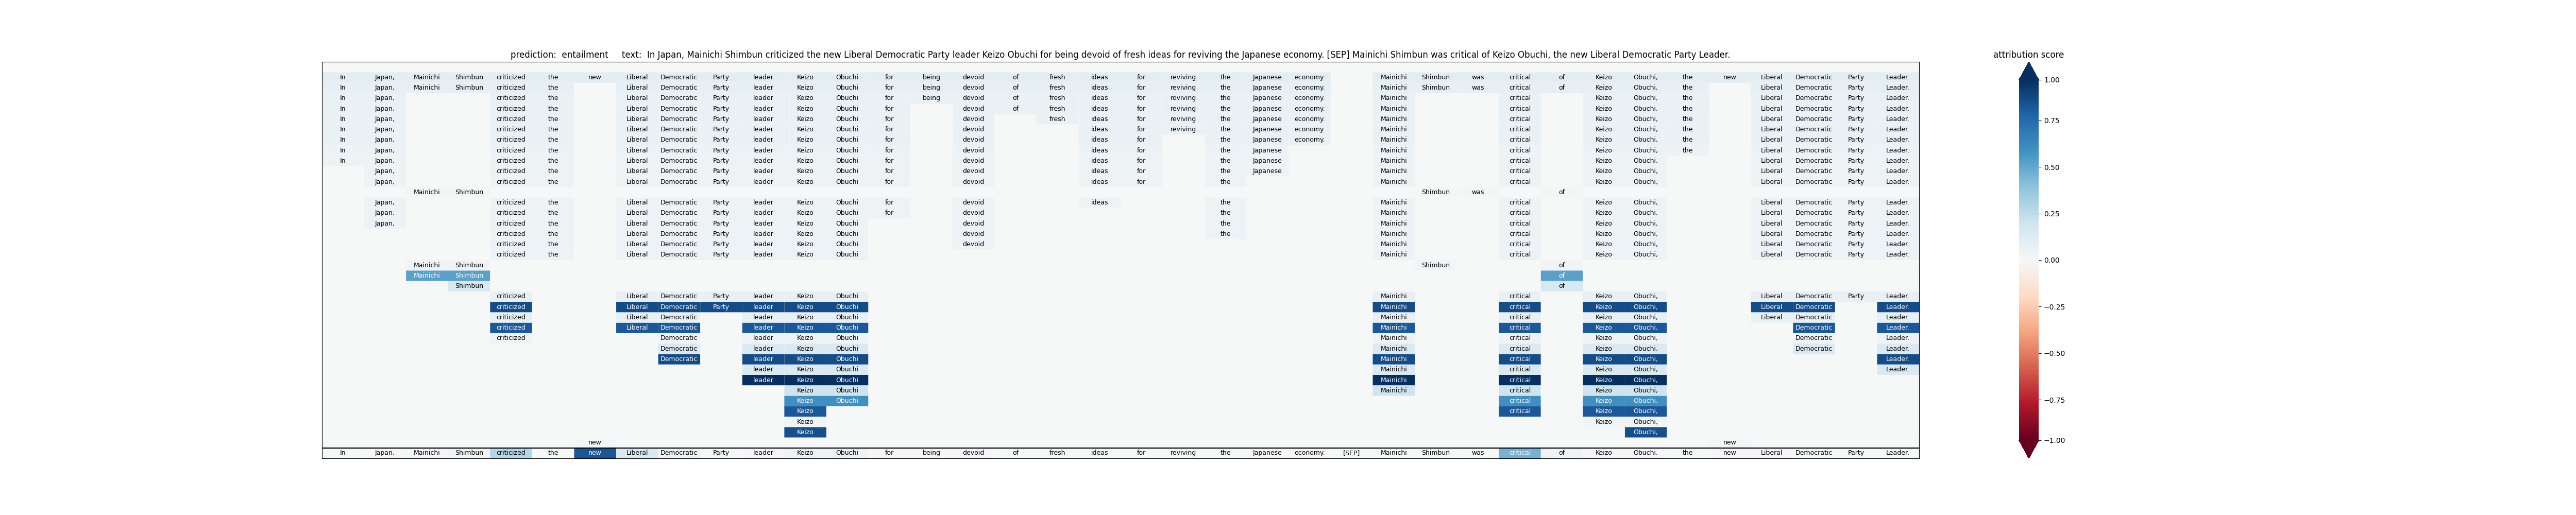 prediction: entailment text: In Japan, Mainichi Shimbun criticized the new Liberal Democratic Party leader Keizo Obuchi for being devoid of fresh ideas for reviving the Japanese economy. [SEP] Mainichi Shimbun was critical of Keizo Obuchi, the new Liberal Democratic Party Leader.
In Japan, Mainichi Shimbun criticized the new Liberal Democratic Party leader Keizo Obuchi for being devoid of fresh ideas for reviving the Japanese economy. Mainichi Shimbun was critical of Keizo Obuchi, the new Liberal Democratic Party Leader.
In Japan, Mainichi Shimbun criticized the Liberal Democratic Party leader Keizo Obuchi for being devoid of fresh ideas for reviving the Japanese economy. Mainichi Shimbun was critical of Keizo Obuchi, the Liberal Democratic Party Leader.
In Japan, criticized the Liberal Democratic Party leader Keizo Obuchi for being devoid of fresh ideas for reviving the Japanese economy. Mainichi critical Keizo Obuchi, the Liberal Democratic Party Leader.
In Japan, criticized the Liberal Democratic Party leader Keizo Obuchi for devoid of fresh ideas for reviving the Japanese economy. Mainichi critical Keizo Obuchi, the Liberal Democratic Party Leader.
In Japan, criticized the Liberal Democratic Party leader Keizo Obuchi for devoid fresh ideas for reviving the Japanese economy. Mainichi critical Keizo Obuchi, the Liberal Democratic Party Leader.
In Japan, criticized the Liberal Democratic Party leader Keizo Obuchi for devoid ideas for reviving the Japanese economy. Mainichi critical Keizo Obuchi, the Liberal Democratic Party Leader.
In Japan, criticized the Liberal Democratic Party leader Keizo Obuchi for devoid ideas for the Japanese economy. Mainichi critical Keizo Obuchi, the Liberal Democratic Party Leader.
In Japan, criticized the Liberal Democratic Party leader Keizo Obuchi for devoid ideas for the Japanese Mainichi critical Keizo Obuchi, the Liberal Democratic Party Leader.
In Japan, criticized the Liberal Democratic Party leader Keizo Obuchi for devoid ideas for the Japanese Mainichi critical Keizo Obuchi, Liberal Democratic Party Leader.
Japan, criticized the Liberal Democratic Party leader Keizo Obuchi for devoid ideas for the Japanese Mainichi critical Keizo Obuchi, Liberal Democratic Party Leader.
Japan, criticized the Liberal Democratic Party leader Keizo Obuchi for devoid ideas for the Mainichi critical Keizo Obuchi, Liberal Democratic Party Leader.
Mainichi Shimbun Shimbun was of
Japan, criticized the Liberal Democratic Party leader Keizo Obuchi for devoid ideas the Mainichi critical Keizo Obuchi, Liberal Democratic Party Leader.
Japan, criticized the Liberal Democratic Party leader Keizo Obuchi for devoid the Mainichi critical Keizo Obuchi, Liberal Democratic Party Leader.
Japan, criticized the Liberal Democratic Party leader Keizo Obuchi devoid the Mainichi critical Keizo Obuchi, Liberal Democratic Party Leader.
criticized the Liberal Democratic Party leader Keizo Obuchi devoid the Mainichi critical Keizo Obuchi, Liberal Democratic Party Leader.
criticized the Liberal Democratic Party leader Keizo Obuchi devoid Mainichi critical Keizo Obuchi, Liberal Democratic Party Leader.
criticized the Liberal Democratic Party leader Keizo Obuchi Mainichi critical Keizo Obuchi, Liberal Democratic Party Leader.
Mainichi Shimbun Shimbun of
Mainichi Shimbun of
Shimbun of
criticized Liberal Democratic Party leader Keizo Obuchi Mainichi critical Keizo Obuchi, Liberal Democratic Party Leader.
criticized Liberal Democratic Party leader Keizo Obuchi Mainichi critical Keizo Obuchi, Liberal Democratic Leader.
criticized Liberal Democratic leader Keizo Obuchi Mainichi critical Keizo Obuchi, Liberal Democratic Leader.
criticized Liberal Democratic leader Keizo Obuchi Mainichi critical Keizo Obuchi, Democratic Leader.
criticized Democratic leader Keizo Obuchi Mainichi critical Keizo Obuchi, Democratic Leader.
Democratic leader Keizo Obuchi Mainichi critical Keizo Obuchi, Democratic Leader.
Democratic leader Keizo Obuchi Mainichi critical Keizo Obuchi, Leader.
leader Keizo Obuchi Mainichi critical Keizo Obuchi, Leader.
leader Keizo Obuchi Mainichi critical Keizo Obuchi,
Keizo Obuchi Mainichi critical Keizo Obuchi,
Keizo Obuchi critical Keizo Obuchi,
Keizo critical Keizo Obuchi,
Keizo Keizo Obuchi,
Keizo Obuchi,
new new
In Japan, Mainichi Shimbun criticized the new Liberal Democratic Party leader Keizo Obuchi for being devoid of fresh ideas for reviving the Japanese economy. [SEP] Mainichi Shimbun was critical of Keizo Obuchi, the new Liberal Democratic Party Leader.
attribution score
1.00
0.75
0.50
0.25
0.00
−0.25
−0.50
−0.75
−1.00